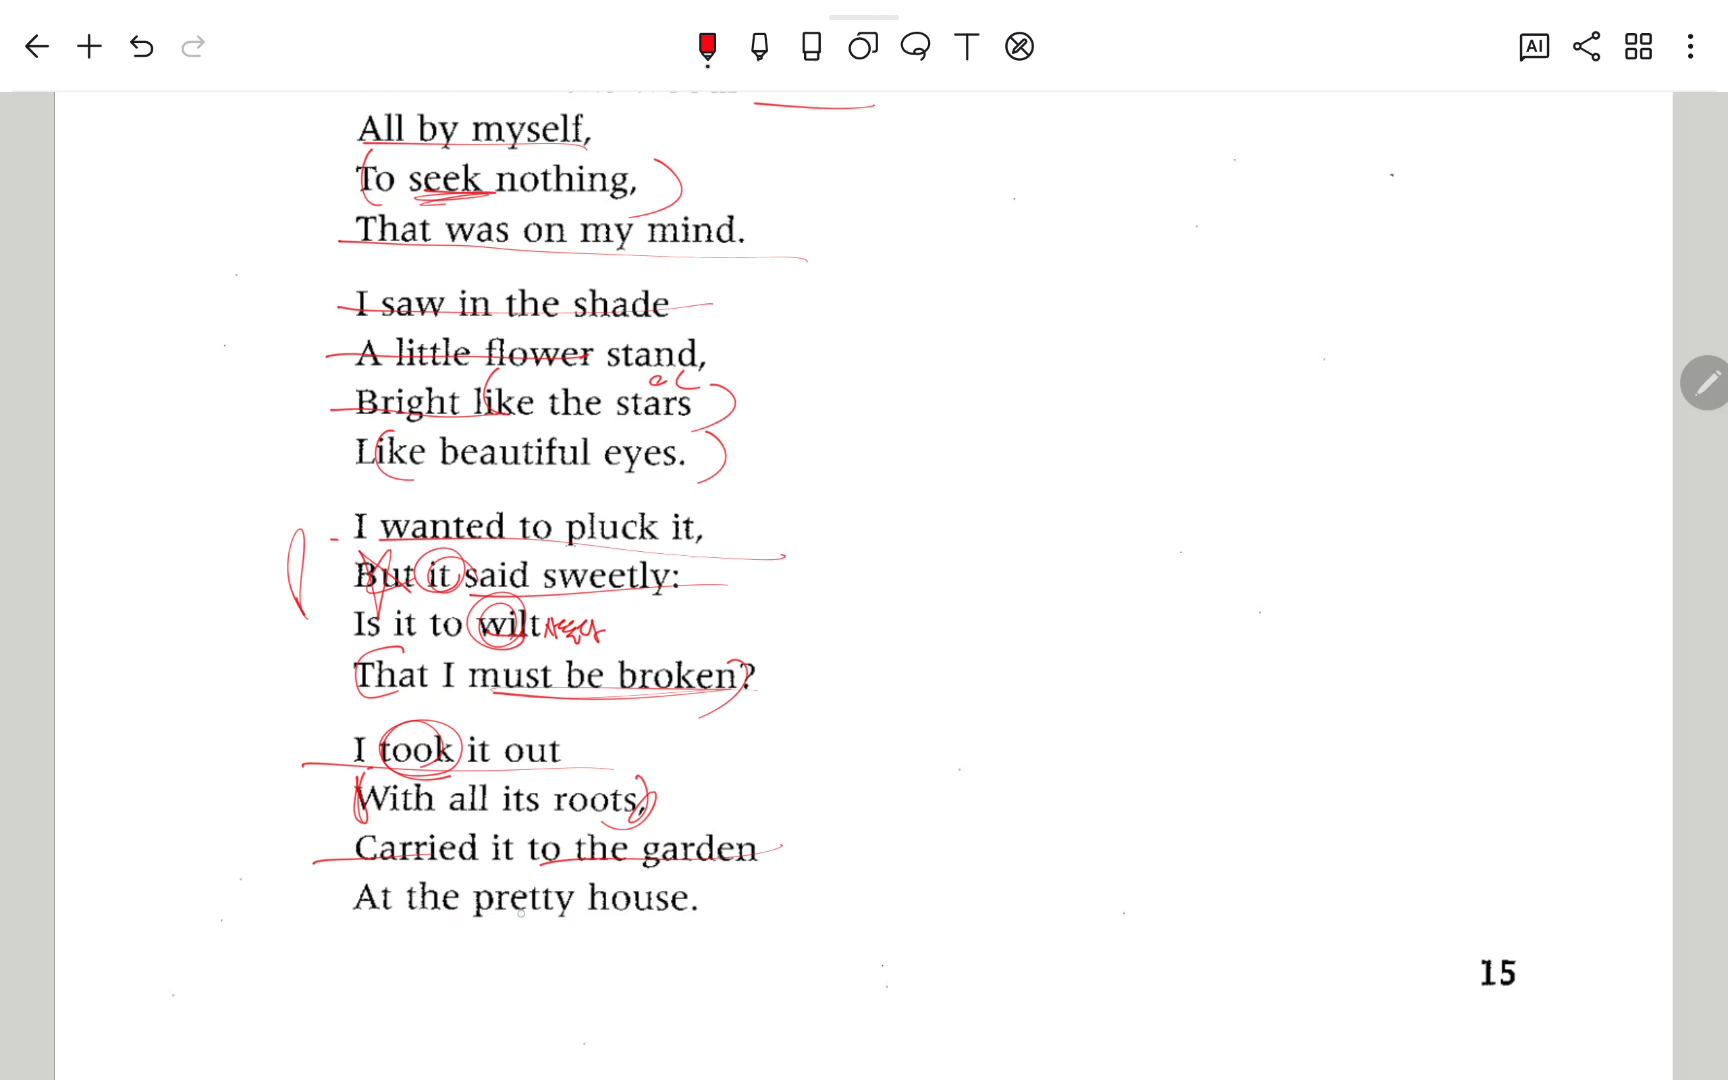 AI
T
All by myself,
To seek nothing,
That was on my mind.
I saw in the shade
A little flower stand,
Bright like the stars
Like beautiful eyes.
I wanted to pluck it,
But it said sweetly:
Is it to wilt
That I must be broken?
I took it out
With all its roots,
Carried it to the garden
At the pretty house.
15